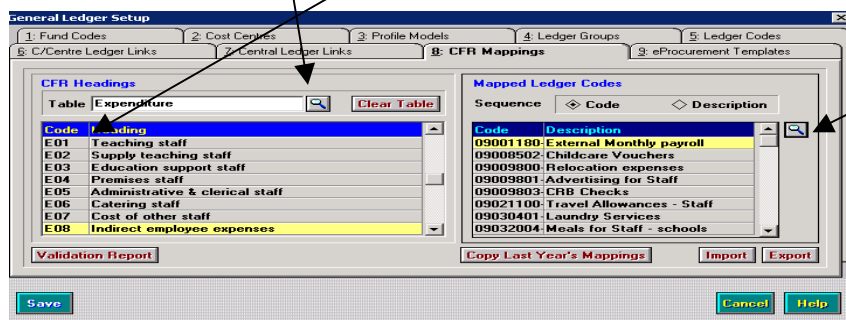 General Ledger Setup
1: Fund Codes 2: Cost Centres 3: Profile Models 4: Ledger Groups 5: Ledger Codes
6: C/Centre Ledger Links 7: Central Ledger Links 8: CFR Mappings 9: eProcurement Templates
CFR Headings
Table Expenditure Clear Table
Code Heading
E01 Teaching staff
E02 Supply teaching staff
E03 Education support staff
E04 Premises staff
E05 Administrative & clerical staff
E06 Catering staff
E07 Cost of other staff
E08 Indirect employee expenses
Validation Report
Mapped Ledger Codes
Sequence Code Description
Code Description
09001180- External Monthly payroll
09008502- Childcare Vouchers
09009800- Relocation expenses
09009801- Advertising for Staff
09009803- CRB Checks
09021100- Travel Allowances - Staff
09030401- Laundry Services
09032004- Meals for Staff - schools
Copy Last Year's Mappings Import Export
Save Cancel Help